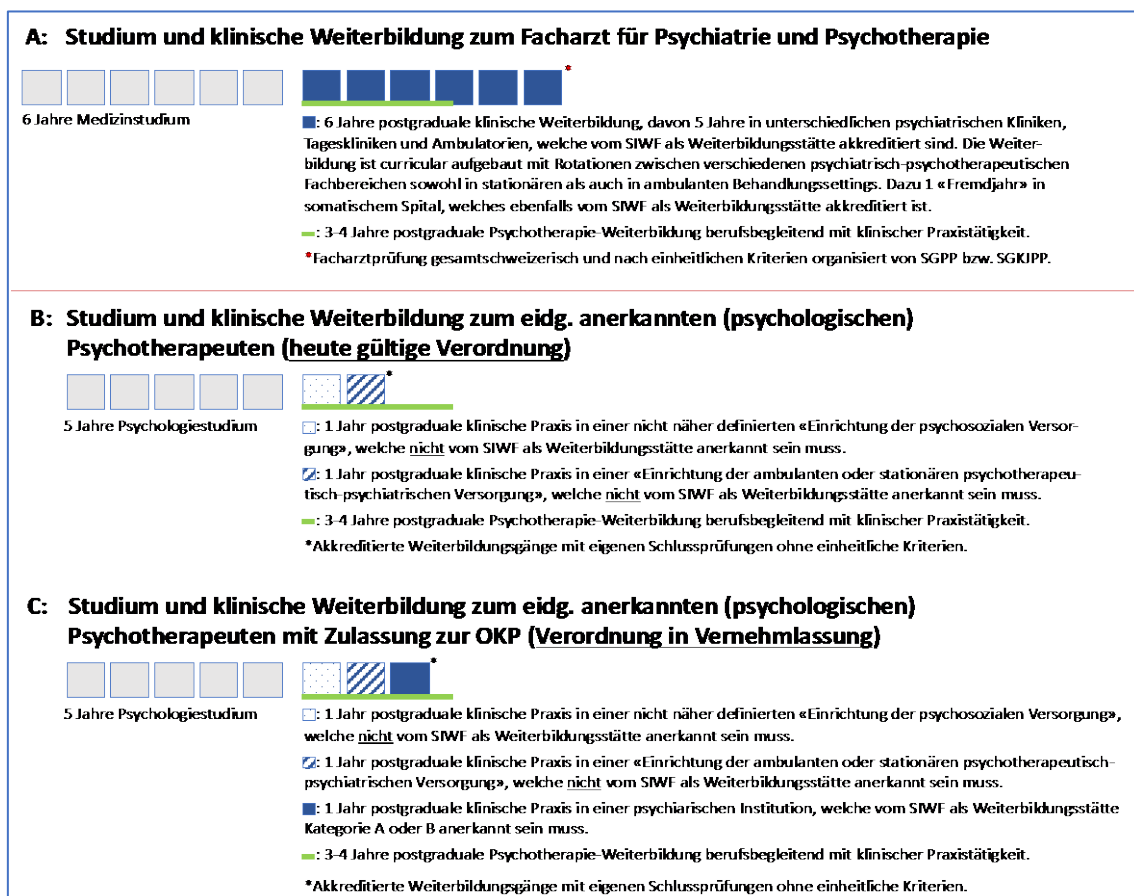 A: Studium und klinische Weiterbildung zum Facharzt für Psychiatrie und Psychotherapie
*
6 Jahre Medizinstudium
: 6 Jahre postgraduale klinische Weiterbildung, davon 5 Jahre in unterschiedlichen psychiatrischen Kliniken,
Tageskliniken und Ambulatorien, welche vom SIWF als Weiterbildungsstätte akkreditiert sind. Die Weiter-
bildung ist curricular aufgebaut mit Rotationen zwischen verschiedenen psychiatrisch-psychotherapeutischen
Fachbereichen sowohl in stationären als auch in ambulanten Behandlungssettings. Dazu 1 «Fremdjahr» in
somatischem Spital, welches ebenfalls vom SIWF als Weiterbildungsstätte akkreditiert ist.
: 3-4 Jahre postgraduale Psychotherapie-Weiterbildung berufsbegleitend mit klinischer Praxistätigkeit.
*Facharztprüfung gesamtschweizerisch und nach einheitlichen Kriterien organisiert von SGPP bzw. SGKJPP.
B: Studium und klinische Weiterbildung zum eidg. anerkannten (psychologischen)
Psychotherapeuten (heute gültige Verordnung)
*
5 Jahre Psychologiestudium
: 1 Jahr postgraduale klinische Praxis in einer nicht näher definierten «Einrichtung der psychosozialen Versor-
gung», welche nicht vom SIWF als Weiterbildungsstätte anerkannt sein muss.
: 1 Jahr postgraduale klinische Praxis in einer «Einrichtung der ambulanten oder stationären psychotherapeu-
tisch-psychiatrischen Versorgung», welche nicht vom SIWF als Weiterbildungsstätte anerkannt sein muss.
: 3-4 Jahre postgraduale Psychotherapie-Weiterbildung berufsbegleitend mit klinischer Praxistätigkeit.
*Akkreditierte Weiterbildungsgänge mit eigenen Schlussprüfungen ohne einheitliche Kriterien.
C: Studium und klinische Weiterbildung zum eidg. anerkannten (psychologischen)
Psychotherapeuten mit Zulassung zur OKP (Verordnung in Vernehmlassung)
*
5 Jahre Psychologiestudium
: 1 Jahr postgraduale klinische Praxis in einer nicht näher definierten «Einrichtung der psychosozialen Versorgung»,
welche nicht vom SIWF als Weiterbildungsstätte anerkannt sein muss.
: 1 Jahr postgraduale klinische Praxis in einer «Einrichtung der ambulanten oder stationären psychotherapeutisch-
psychiatrischen Versorgung», welche nicht vom SIWF als Weiterbildungsstätte anerkannt sein muss.
: 1 Jahr postgraduale klinische Praxis in einer psychiarischen Institution, welche vom SIWF als Weiterbildungsstätte
Kategorie A oder B anerkannt sein muss.
: 3-4 Jahre postgraduale Psychotherapie-Weiterbildung berufsbegleitend mit klinischer Praxistätigkeit.
*Akkreditierte Weiterbildungsgänge mit eigenen Schlussprüfungen ohne einheitliche Kriterien.